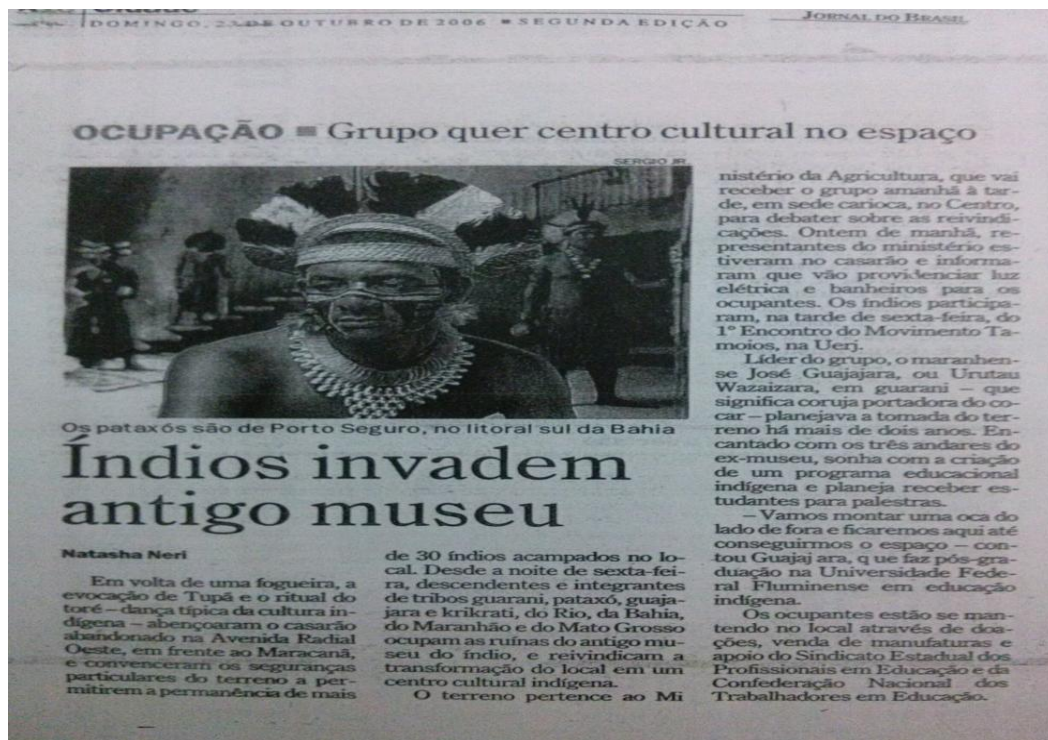 Cidade
DOMINGO, 2 DE OUTUBRO DE 2006 ■ SEGUNDA EDIÇÃO
JORNAL DO BRASIL
OCUPAÇÃO ■ Grupo quer centro cultural no espaço
SERGIO JR.
Os pataxós são de Porto Seguro, no litoral sul da Bahia
Índios invadem
antigo museu
Natasha Neri
Em volta de uma fogueira, a
evocação de Tupã e o ritual do
toré – dança típica da cultura in-
dígena – abençoaram o casarão
abandonado na Avenida Radial
Oeste, em frente ao Maracanã,
e convenceram os seguranças
particulares do terreno a per-
mitirem a permanência de mais
de 30 índios acampados no lo-
cal. Desde a noite de sexta-fei-
ra, descendentes e integrantes
de tribos guarani, pataxó, guaja-
jara e krikrati, do Rio, da Bahia,
do Maranhão e do Mato Grosso
ocupam as ruínas do antigo mu-
seu do índio, e reivindicam a
transformação do local em um
centro cultural indígena.
O terreno pertence ao Mi
nistério da Agricultura, que vai
receber o grupo amanhã à tar-
de, em sede carioca, no Centro,
para debater sobre as reivindi-
cações. Ontem de manhã, re-
presentantes do ministério es-
tiveram no casarão e informa-
ram que vão providenciar luz
elétrica e banheiros para os
ocupantes. Os índios participa-
ram, na tarde de sexta-feira, do
1º Encontro do Movimento Ta-
moios, na Uerj.
Líder do grupo, o maranhen-
se José Guajajara, ou Urutau
Wazaizara, em guarani – que
significa coruja portadora do co-
car – planejava a tomada do ter-
reno há mais de dois anos. En-
cantado com os três andares do
ex-museu, sonha com a criação
de um programa educacional
indígena e planeja receber es-
tudantes para palestras.
– Vamos montar uma oca do
lado de fora e ficaremos aqui até
conseguirmos o espaço – con-
tou Guajaj ara, q ue faz pós-gra-
duação na Universidade Fede-
ral Fluminense em educação
indígena.
Os ocupantes estão se man-
tendo no local através de doa-
ções, venda de manufaturas e
apoio do Sindicato Estadual dos
Profissionais em Educação e da
Confederação Nacional dos
Trabalhadores em Educação.